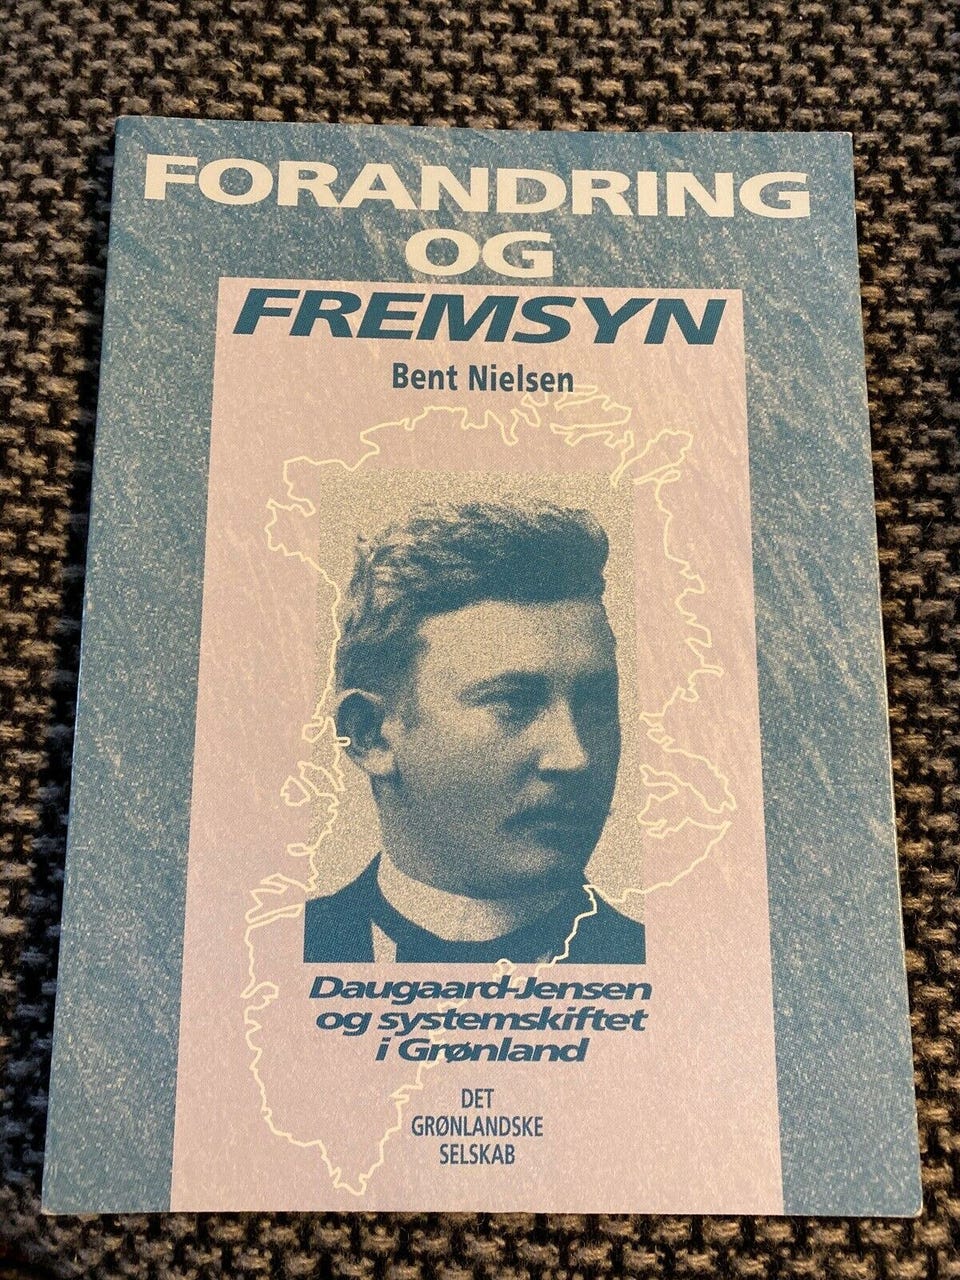 FORANDRING
OG
FREMSYN
Bent Nielsen
Daugaard-Jensen
og systemskiftet
i Grønland
DET
GRØNLANDSKE
SELSKAB